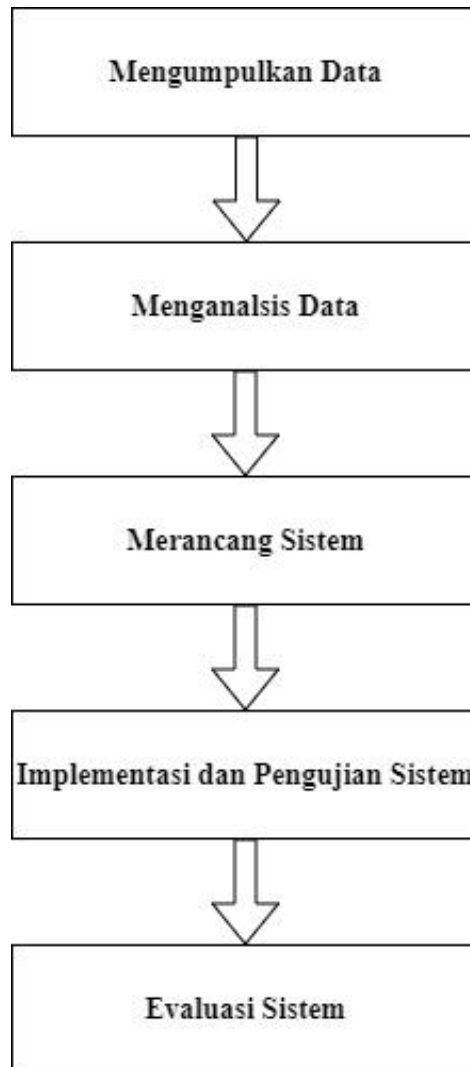 Mengumpulkan Data
Menganalsis Data
Merancang Sistem
Implementasi dan Pengujian Sistem
Evaluasi Sistem